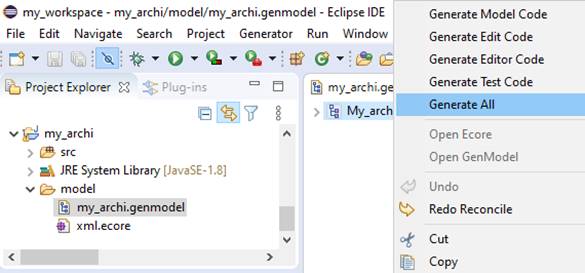 my_workspace - my_archi/model/my_archi.genmodel - Eclipse IDE
File Edit Navigate Search Project Generator Run Window
Project Explorer Plug-ins
my_archi
src
JRE System Library [JavaSE-1.8]
model
my_archi.genmodel
xml.ecore
my_archi.ge
My_arch
Generate Model Code
Generate Edit Code
Generate Editor Code
Generate Test Code
Generate All
Open Ecore
Open GenModel
Undo
Redo Reconcile
Cut
Copy